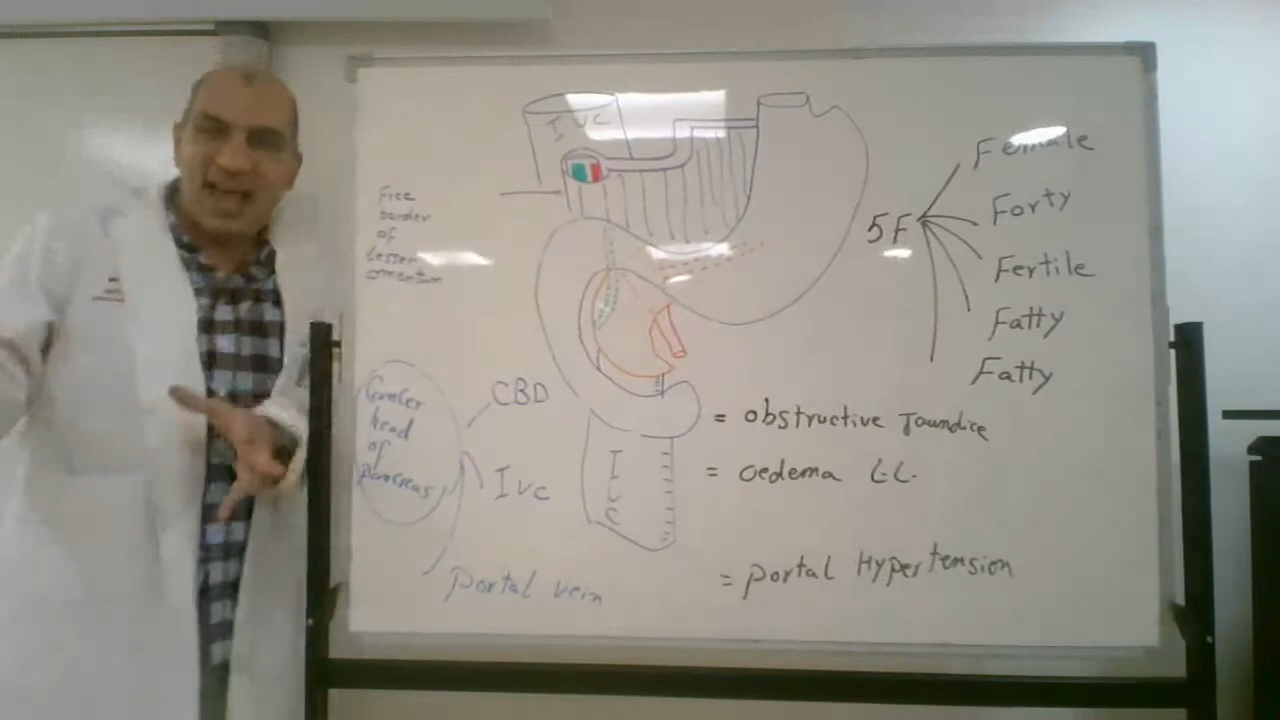 IVC
Free
border
of
lesser
omentum
5F
Female
Forty
Fertile
Fatty
Fatty
Cancer
head
of
Pancreas
CBD
IVC
Portal vein
IVC
= obstructive Jaundice
= oedema L.L.
= portal Hypertension